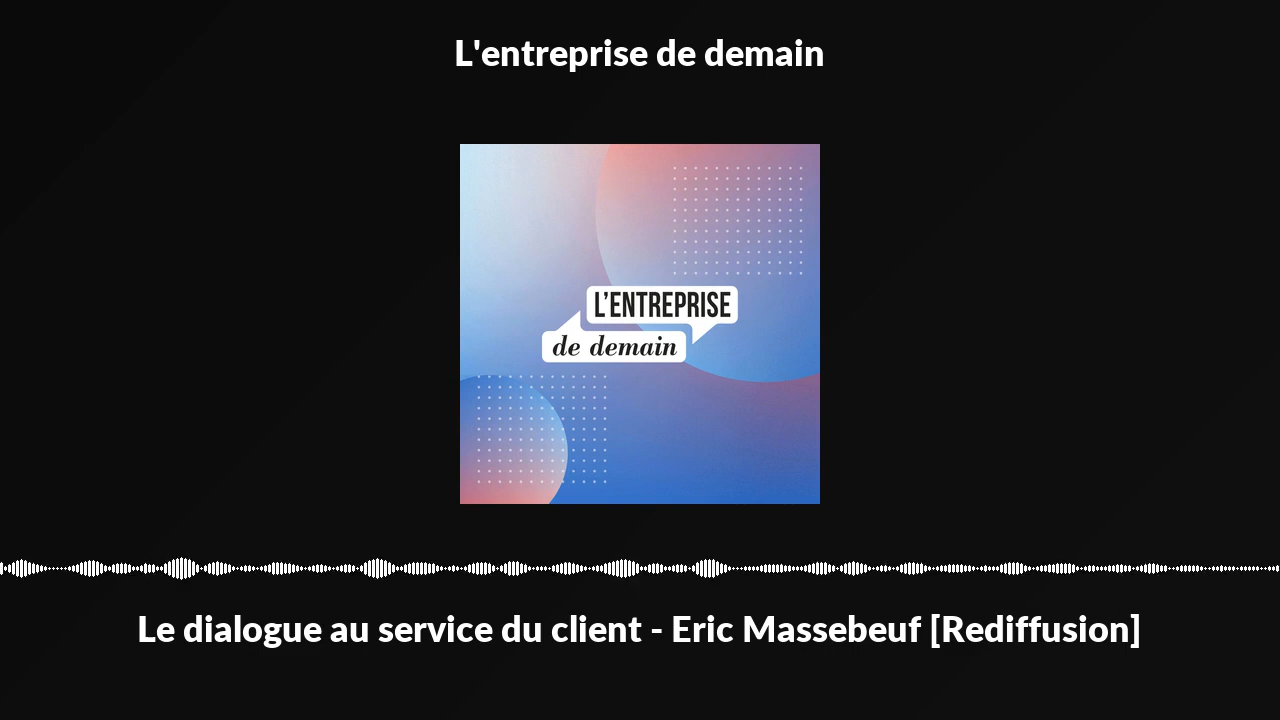 L'entreprise de demain
L’ENTREPRISE
de demain
Le dialogue au service du client - Eric Massebeuf [Rediffusion]